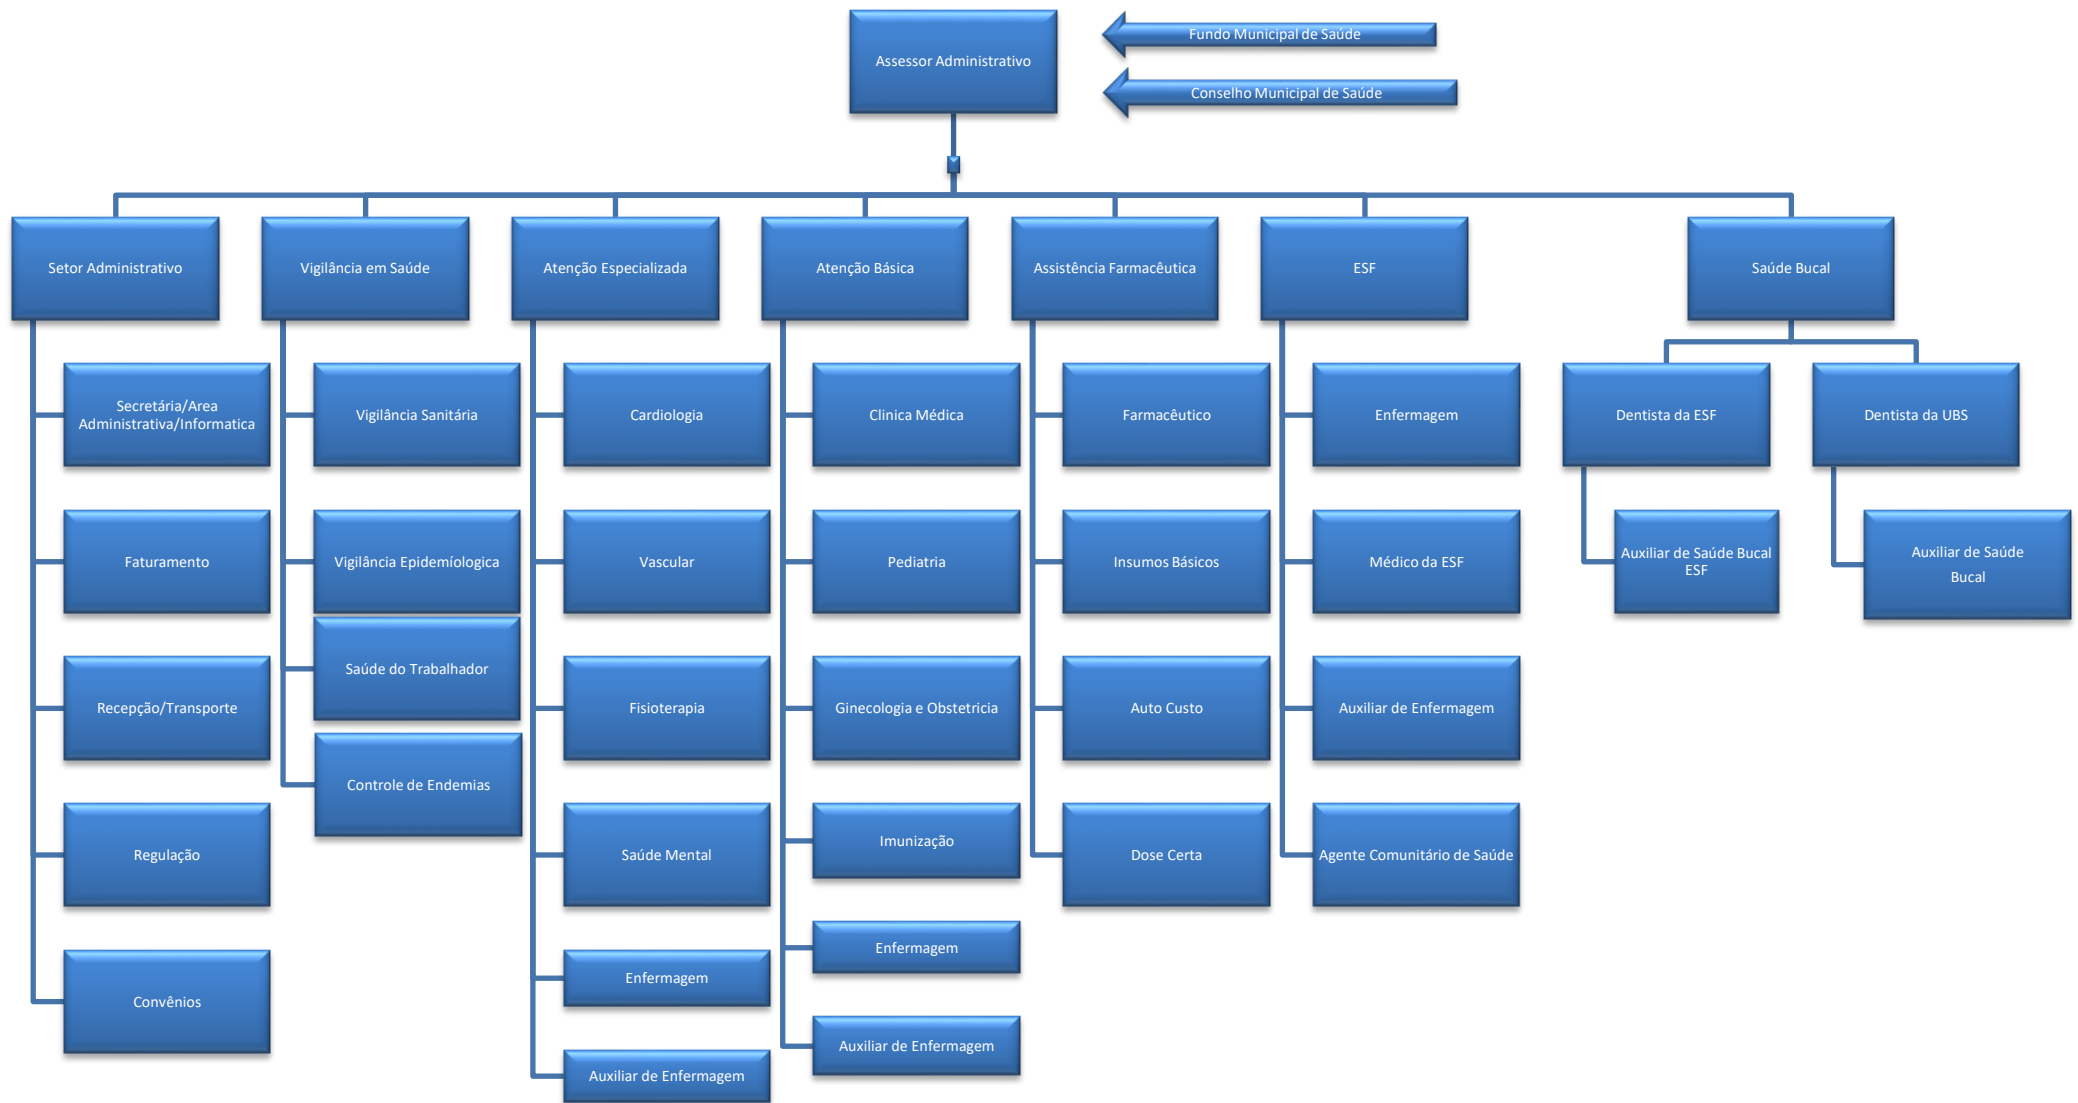 Assessor Administrativo
Fundo Municipal de Saúde
Conselho Municipal de Saúde
Setor Administrativo
Vigilância em Saúde
Atenção Especializada
Atenção Básica
Assistência Farmacêutica
ESF
Saúde Bucal
Secretária/Area
Administrativa/Informatica
Faturamento
Recepção/Transporte
Regulação
Convênios
Vigilância Sanitária
Vigilância Epidemíologica
Saúde do Trabalhador
Controle de Endemias
Cardiologia
Vascular
Fisioterapia
Saúde Mental
Enfermagem
Auxiliar de Enfermagem
Clinica Médica
Pediatria
Ginecologia e Obstetricia
Imunização
Enfermagem
Auxiliar de Enfermagem
Farmacêutico
Insumos Básicos
Auto Custo
Dose Certa
Enfermagem
Médico da ESF
Auxiliar de Enfermagem
Agente Comunitário de Saúde
Dentista da ESF
Auxiliar de Saúde Bucal
ESF
Dentista da UBS
Auxiliar de Saúde
Bucal